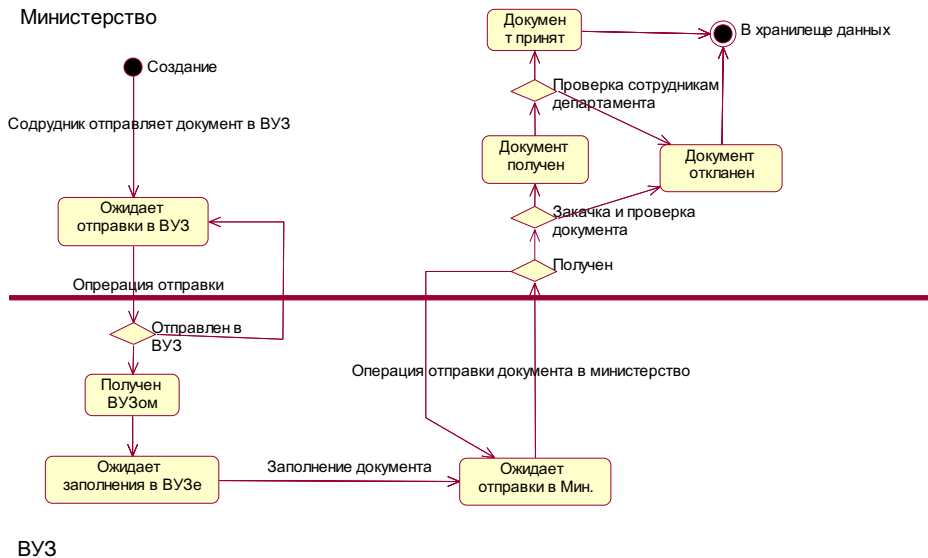 Министерство
Создание
Содрудник отправляет документ в ВУЗ
Ожидает
отправки в ВУЗ
Опрерация отправки
Отправлен в
ВУЗ
Получен
ВУЗом
Ожидает
заполнения в ВУЗе
Заполнение документа
Ожидает
отправки в Мин.
Операция отправки документа в министерство
Получен
Закачка и проверка
документа
Документ
получен
Документ
откланен
Проверка сотрудникам
департамента
Докумен
т принят
В хранилеще данных
ВУЗ